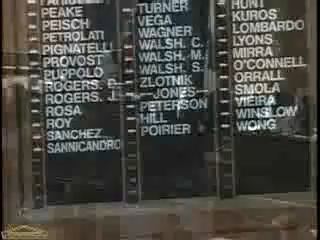 PEAKE
PEISCH
PETROLATI
PIGNATELLI
PROVOST
PUPPOLO
ROGERS.
ROGERS.
ROSA
ROY
SANCHEZ
SANNICANDRO
TURNER
VEGA
WAGNER
WALSH. C.
WALSH. M.
WALSH. S.
ZLOTNIK
JONES
PETERSON
HILL
POIRIER
HUNT
KUROS
LOMBARDO
LYONS
MIRRA
O'CONNELL
ORRALL
SMOLA
VIEIRA
WINSLOW
WONG